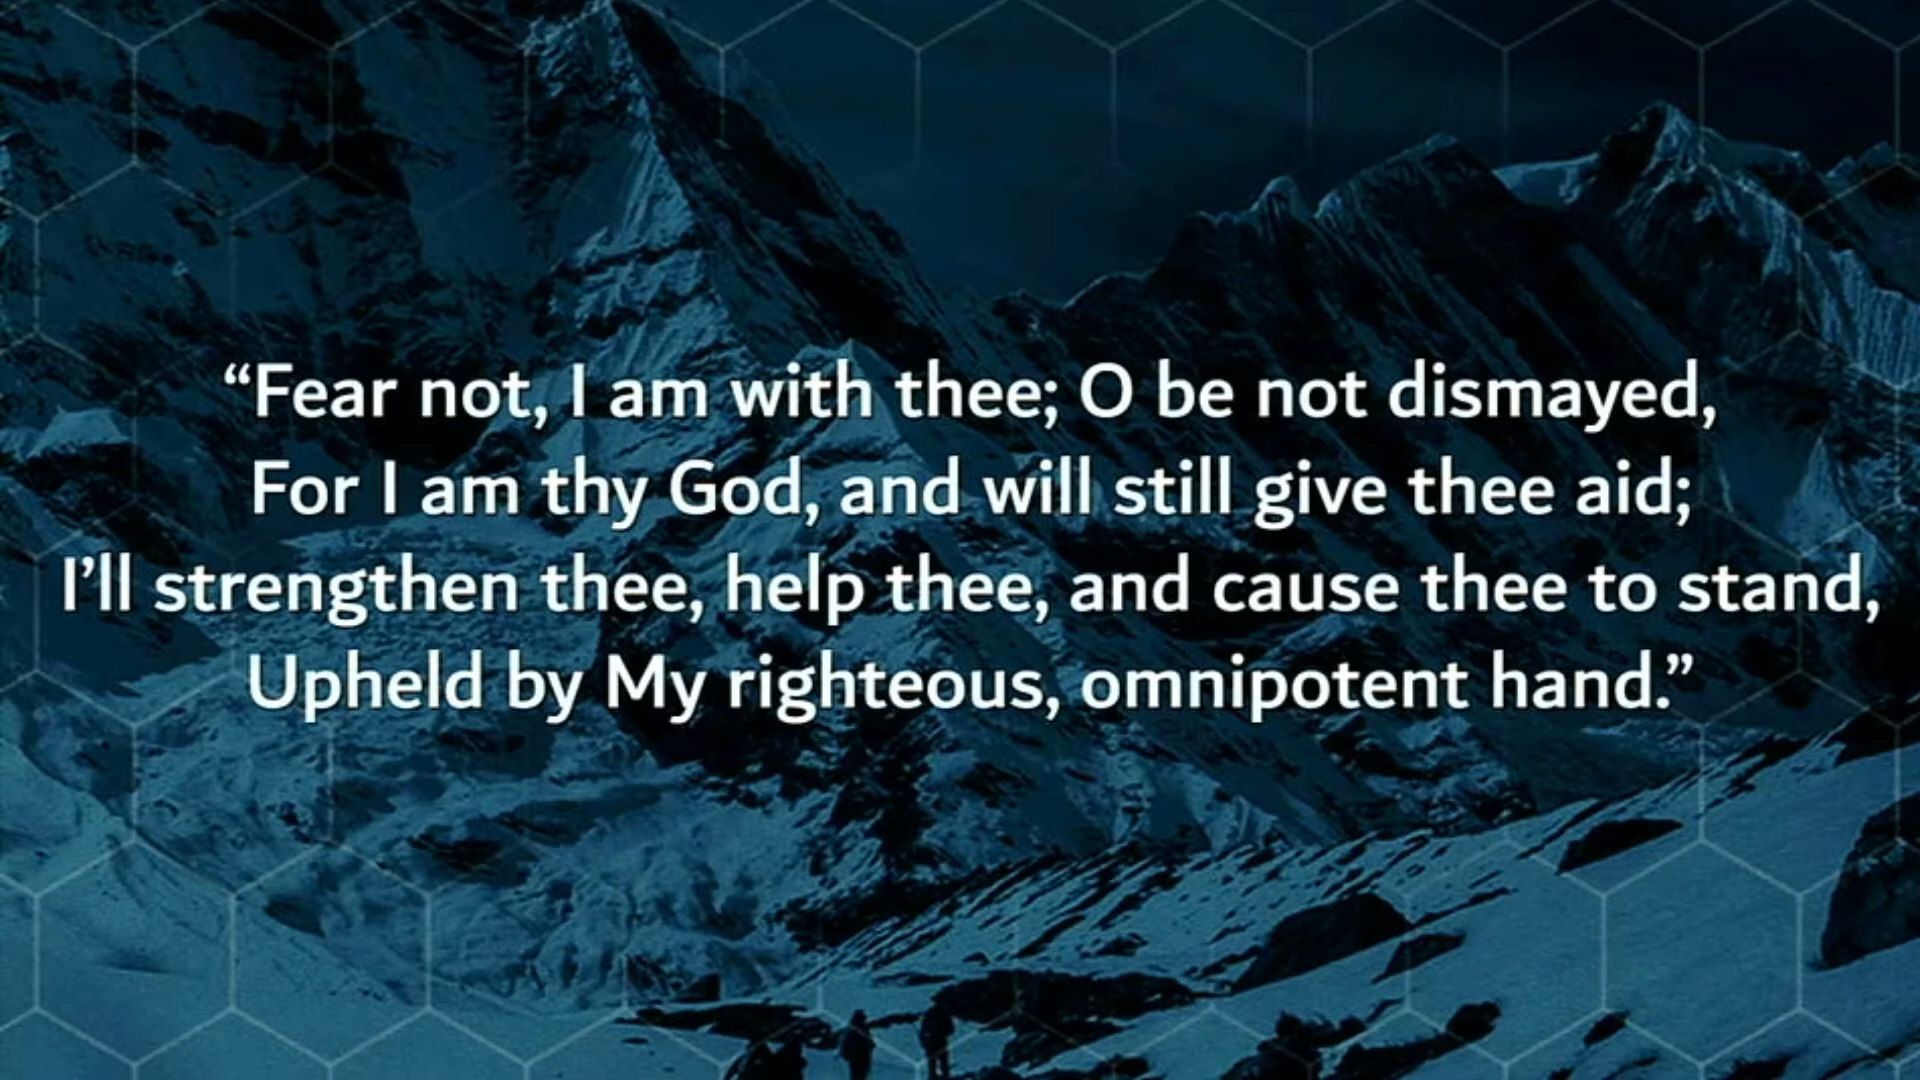 “Fear not, I am with thee; O be not dismayed,
For I am thy God, and will still give thee aid;
I’ll strengthen thee, help thee, and cause thee to stand,
Upheld by My righteous, omnipotent hand.”